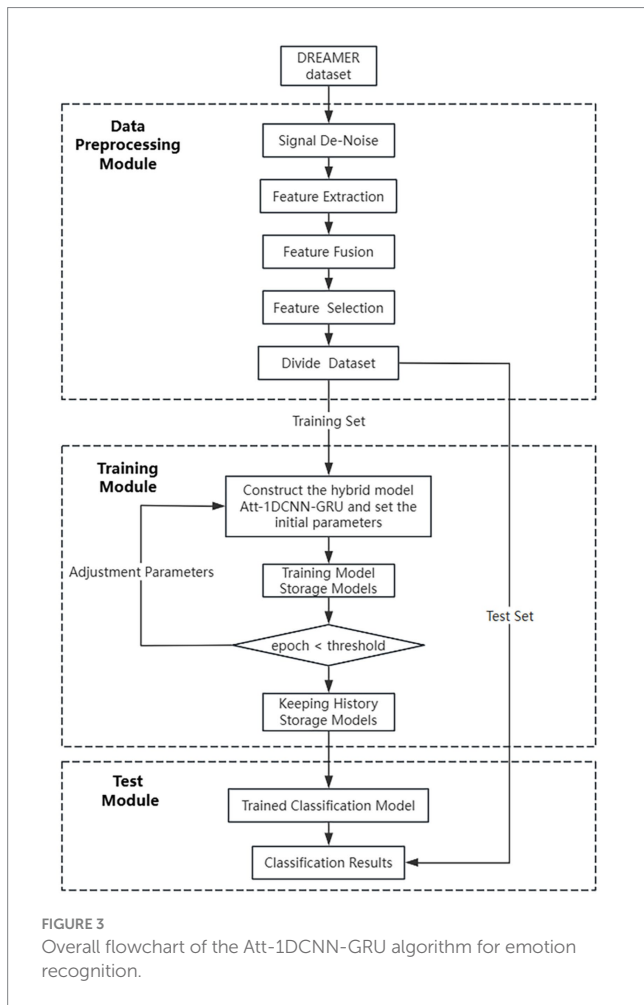 DREAMER
dataset
Data
Preprocessing
Module
Signal De-Noise
Feature Extraction
Feature Fusion
Feature Selection
Divide Dataset
Training Set
Training
Module
Construct the hybrid model
Att-1DCNN-GRU and set the
initial parameters
Adjustment Parameters
Training Model
Storage Models
Test Set
epoch < threshold
Keeping History
Storage Models
Test
Module
Trained Classification Model
Classification Results
FIGURE 3
Overall flowchart of the Att-1DCNN-GRU algorithm for emotion
recognition.